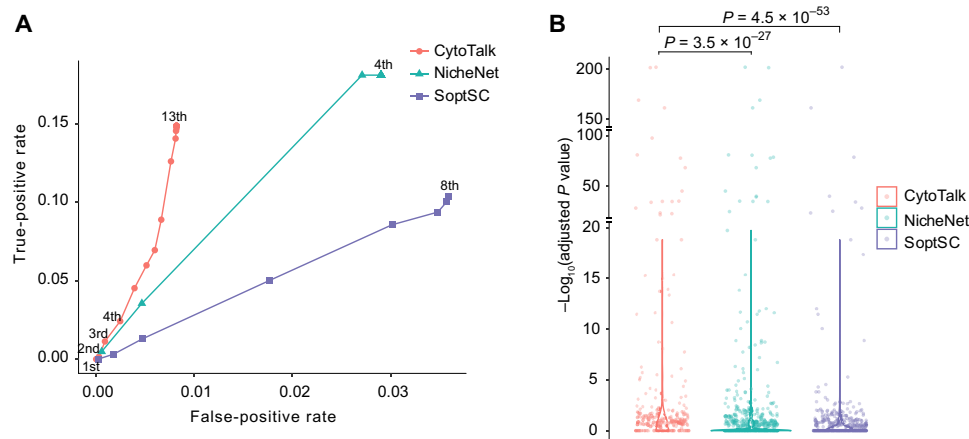 A
CytoTalk
NicheNet
SoptSC
True-positive rate
0.15
0.10
0.05
0.00
13th
4th
8th
4th
3rd
2nd
1st
0.00 0.01 0.02 0.03
False-positive rate
B
P = 4.5 × 10–53
P = 3.5 × 10–27
–Log10(adjusted P value)
200
150
100
50
20
15
10
5
0
CytoTalk
NicheNet
SoptSC